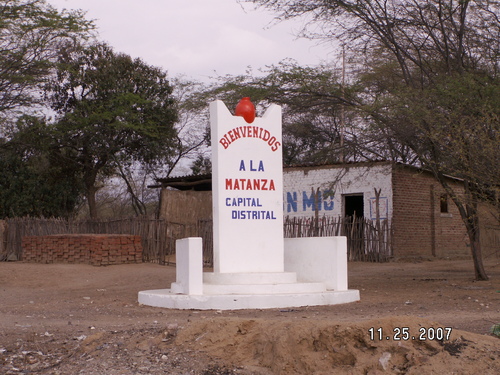 BIENVENIDOS
A LA
MATANZA
CAPITAL
DISTRITAL
11.25.2007